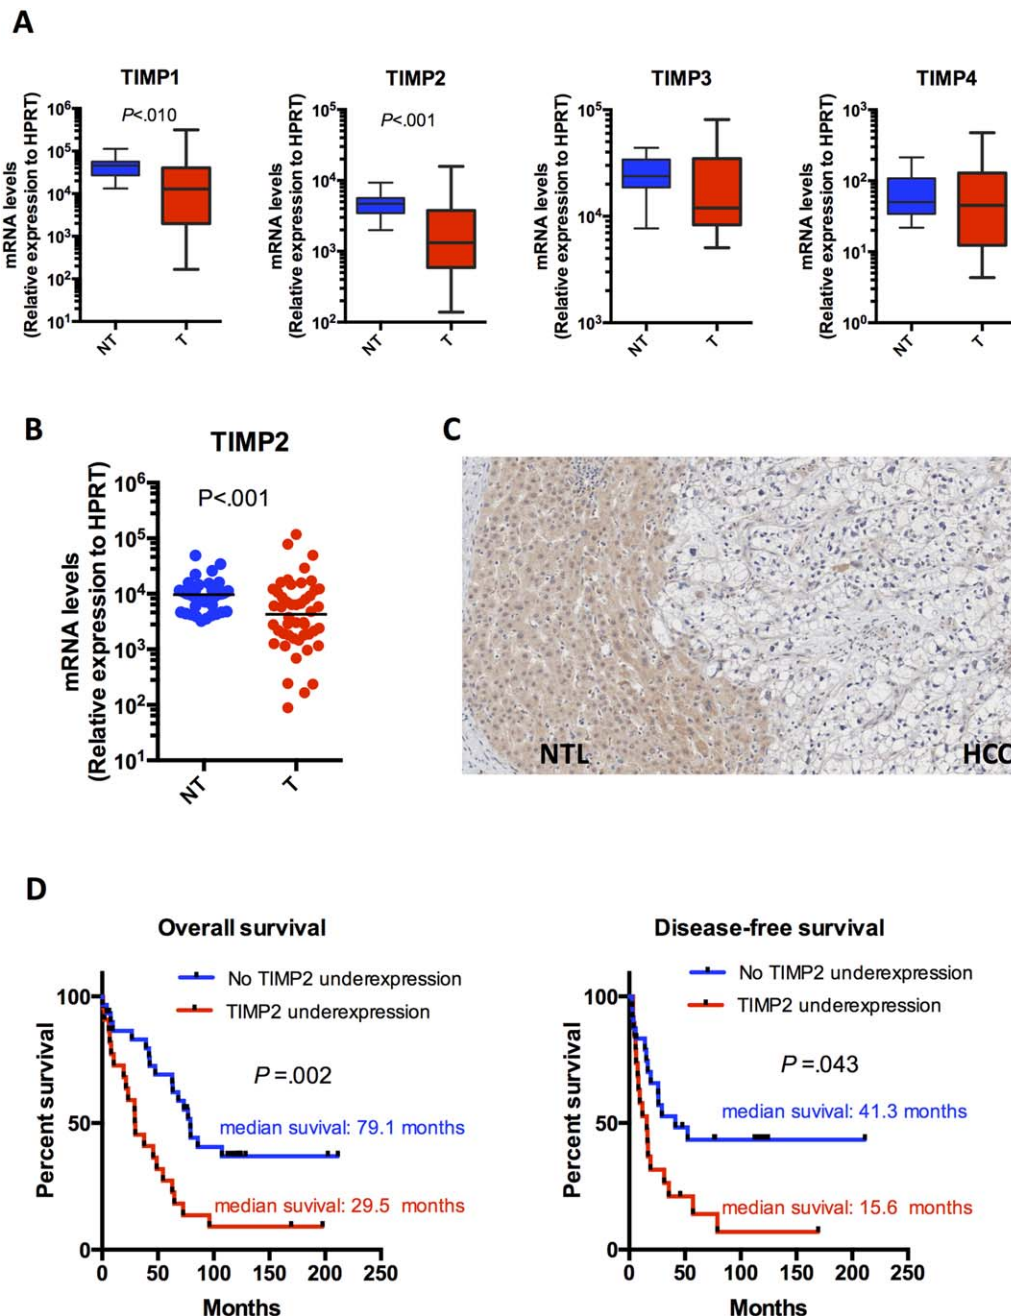 A
TIMP1
mRNA levels
(Relative expression to HPRT)
P<.010
10⁶
10⁵
10⁴
10³
10²
10¹
NT
T
TIMP2
mRNA levels
(Relative expression to HPRT)
P<.001
10⁵
10⁴
10³
10²
NT
T
TIMP3
mRNA levels
(Relative expression to HPRT)
10⁵
10⁴
10³
NT
T
TIMP4
mRNA levels
(Relative expression to HPRT)
10³
10²
10¹
10⁰
NT
T
B
TIMP2
mRNA levels
(Relative expression to HPRT)
P<.001
10⁶
10⁵
10⁴
10³
10²
10¹
NT
T
C
NTL
HCC
D
Overall survival
No TIMP2 underexpression
TIMP2 underexpression
P=.002
median suvival: 79.1 months
median suvival: 29.5 months
Percent survival
100
50
0
0 50 100 150 200 250
Months
Disease-free survival
No TIMP2 underexpression
TIMP2 underexpression
P=.043
median suvival: 41.3 months
median suvival: 15.6 months
Percent survival
100
50
0
0 50 100 150 200 250
Months